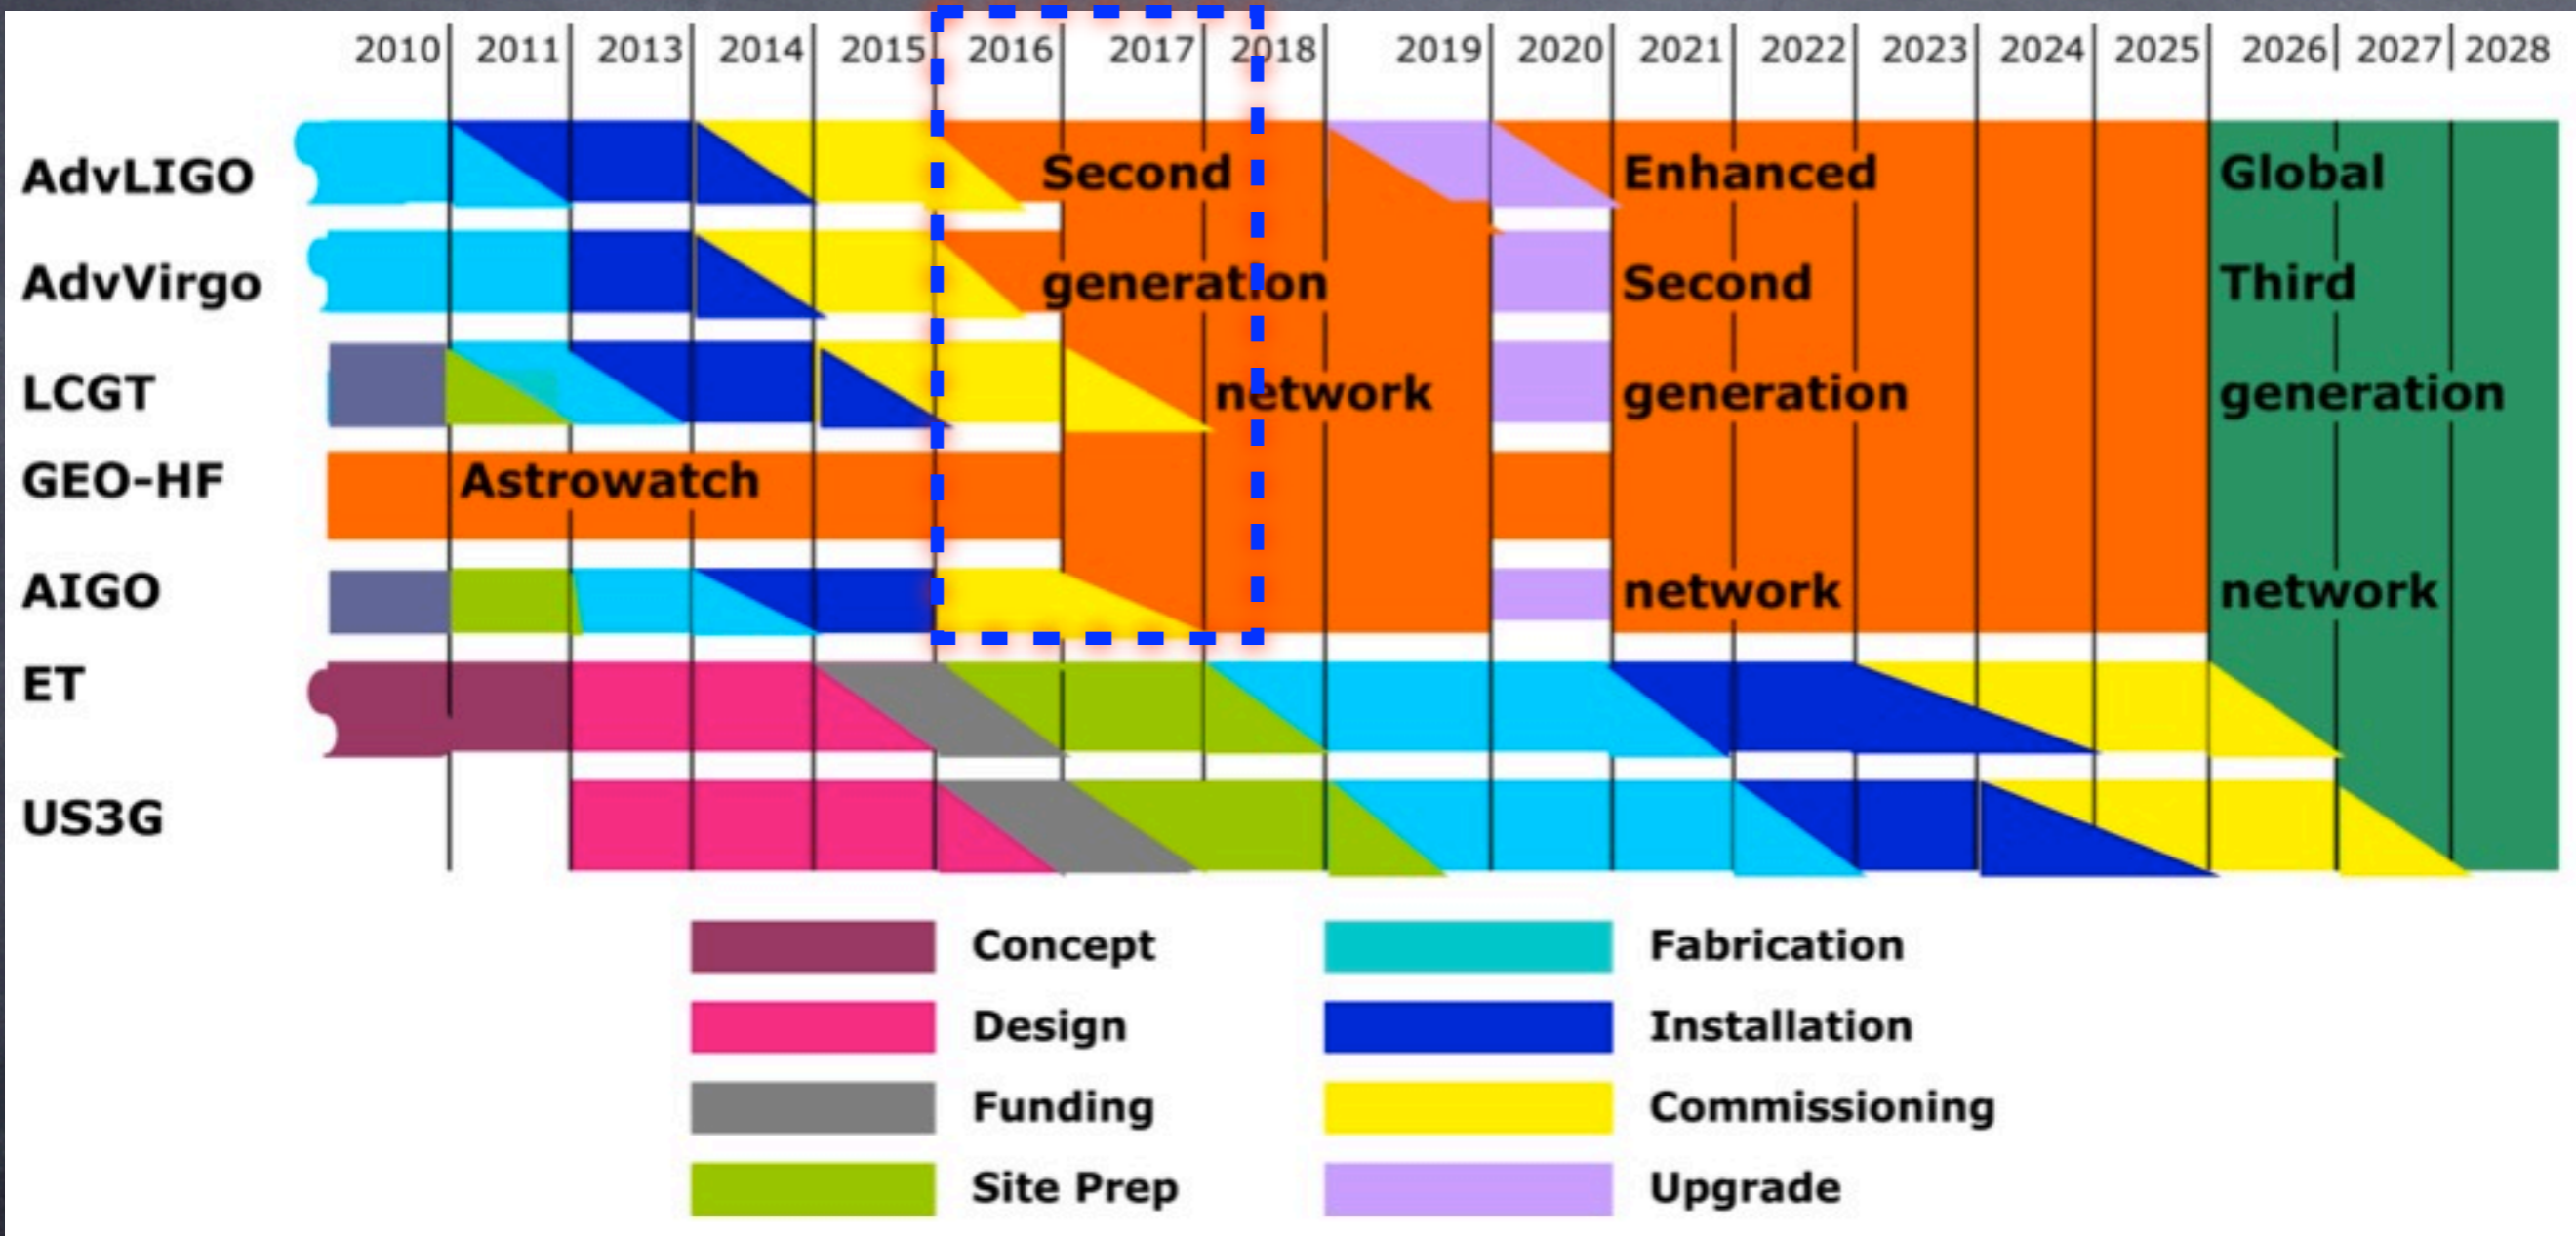 2010 2011 2013 2014 2015 2016 2017 2018 2019 2020 2021 2022 2023 2024 2025 2026 2027 2028
AdvLIGO Second Enhanced Global
AdvVirgo generation Second Third
LCGT network generation generation
GEO-HF Astrowatch
AIGO network network
ET
US3G
Concept Fabrication
Design Installation
Funding Commissioning
Site Prep Upgrade